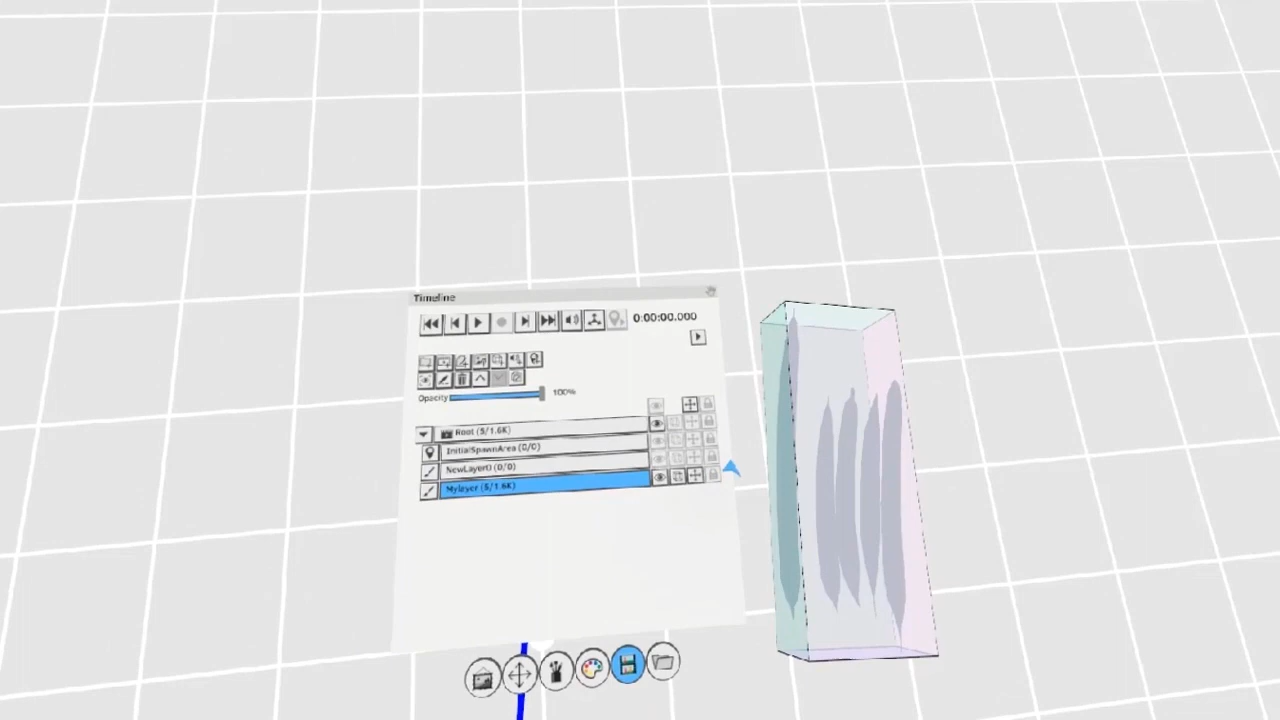 Timeline
0:00:00.000
Opacity 100%
Root (5/1.6K)
InitialSpawnArea (0/0)
NewLayer0 (0/0)
Mylayer (5/1.6K)